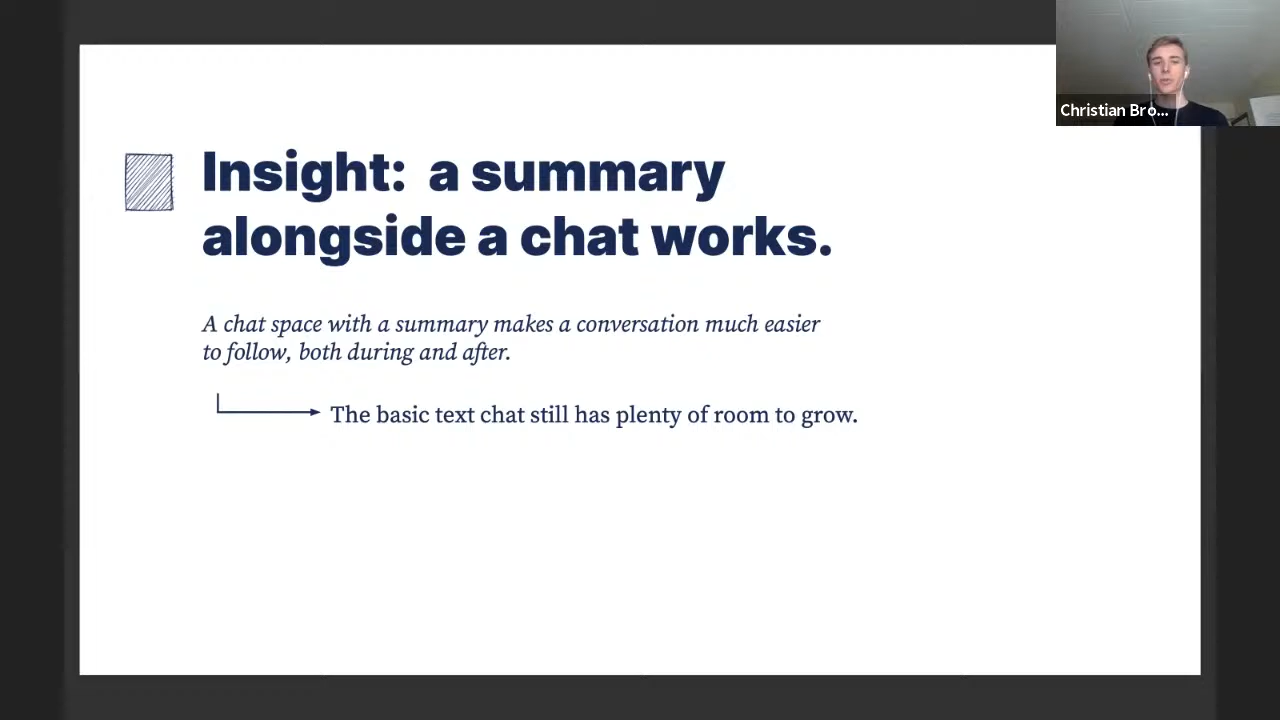 Insight: a summary
alongside a chat works.
A chat space with a summary makes a conversation much easier
to follow, both during and after.
The basic text chat still has plenty of room to grow.
Christian Bro...